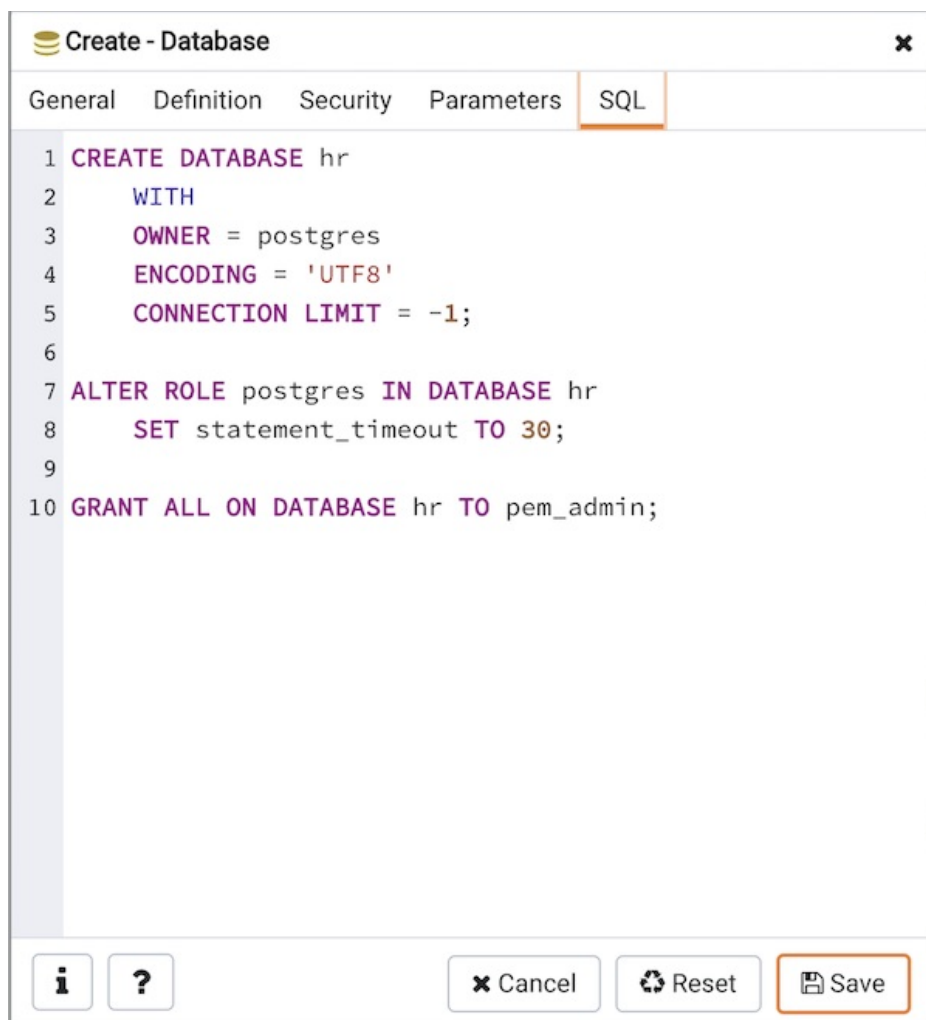 Create - Database
General Definition Security Parameters SQL
1 CREATE DATABASE hr
2 WITH
3 OWNER = postgres
4 ENCODING = 'UTF8'
5 CONNECTION LIMIT = -1;
6
7 ALTER ROLE postgres IN DATABASE hr
8 SET statement_timeout TO 30;
9
10 GRANT ALL ON DATABASE hr TO pem_admin;
i ? Cancel Reset Save